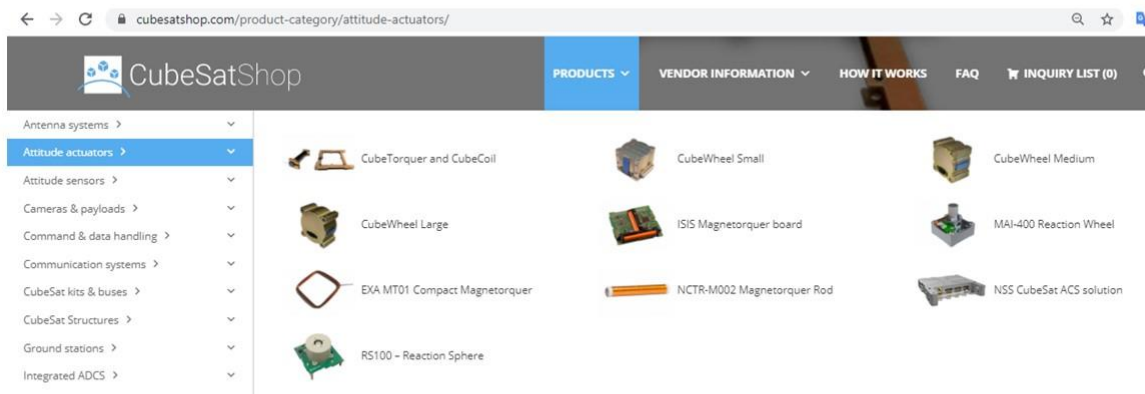 cubesatshop.com/product-category/attitude-actuators/
CubeSatShop
PRODUCTS
VENDOR INFORMATION
HOW IT WORKS
FAQ
INQUIRY LIST (0)
Antenna systems >
Attitude actuators >
Attitude sensors >
Cameras & payloads >
Command & data handling >
Communication systems >
CubeSat kits & buses >
CubeSat Structures >
Ground stations >
Integrated ADCS >
CubeTorquer and CubeCoil
CubeWheel Small
CubeWheel Medium
CubeWheel Large
ISIS Magnetorquer board
MAI-400 Reaction Wheel
EXA MT01 Compact Magnetorquer
NCTR-M002 Magnetorquer Rod
NSS CubeSat ACS solution
RS100 – Reaction Sphere